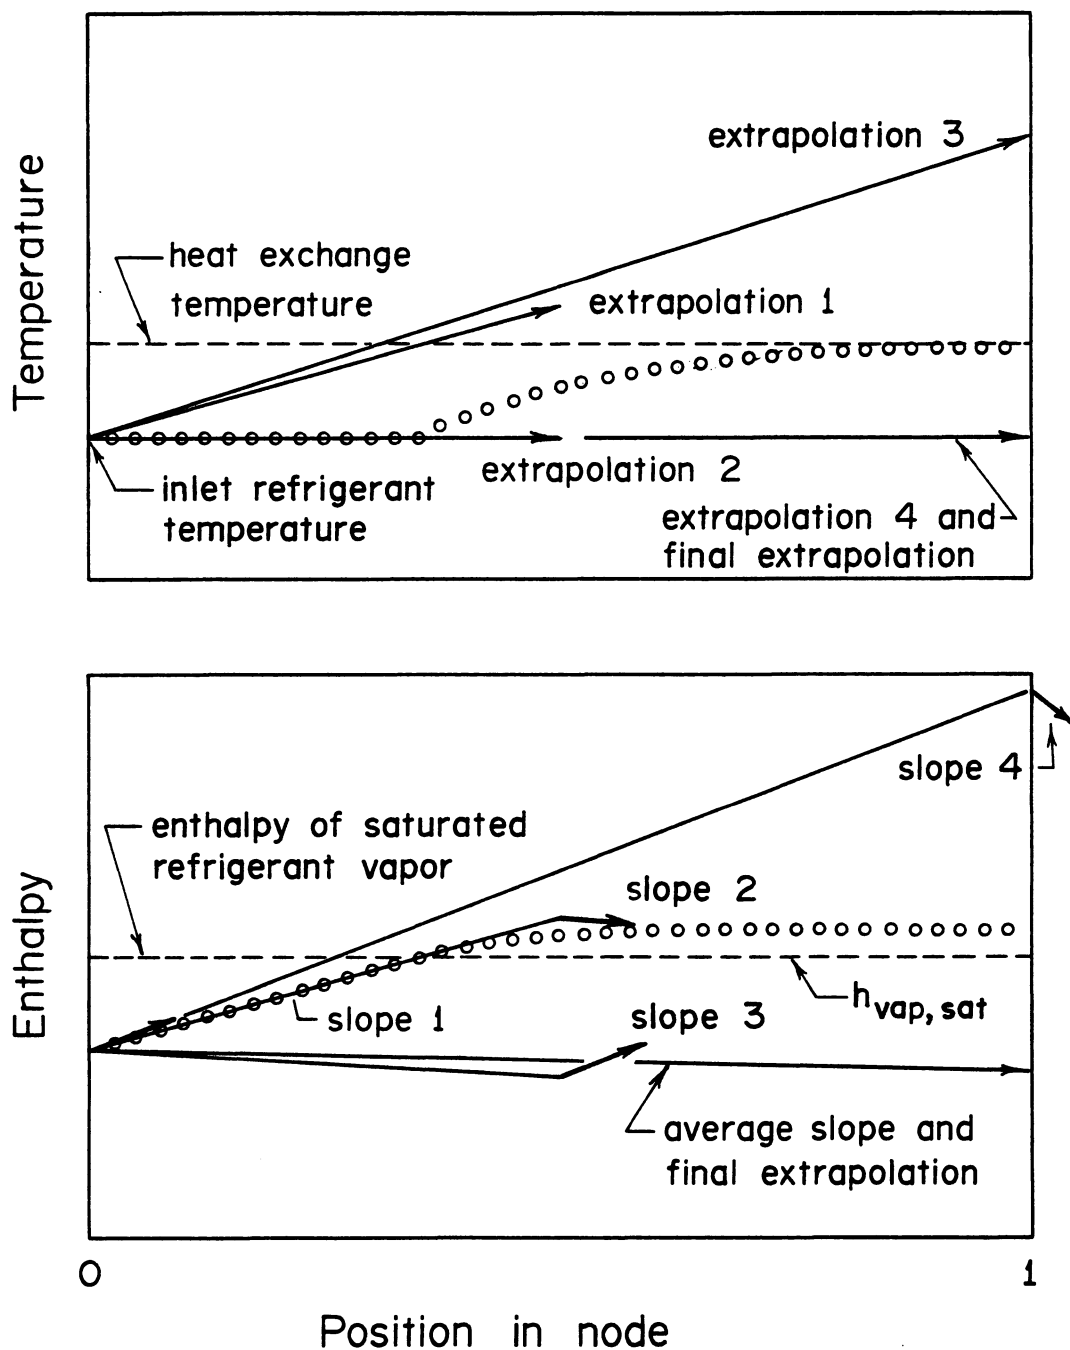 Temperature
extrapolation 3
heat exchange
temperature
extrapolation 1
extrapolation 2
inlet refrigerant
temperature
extrapolation 4 and
final extrapolation
Enthalpy
slope 4
enthalpy of saturated
refrigerant vapor
slope 2
hvap, sat
slope 1
slope 3
average slope and
final extrapolation
0
1
Position in node